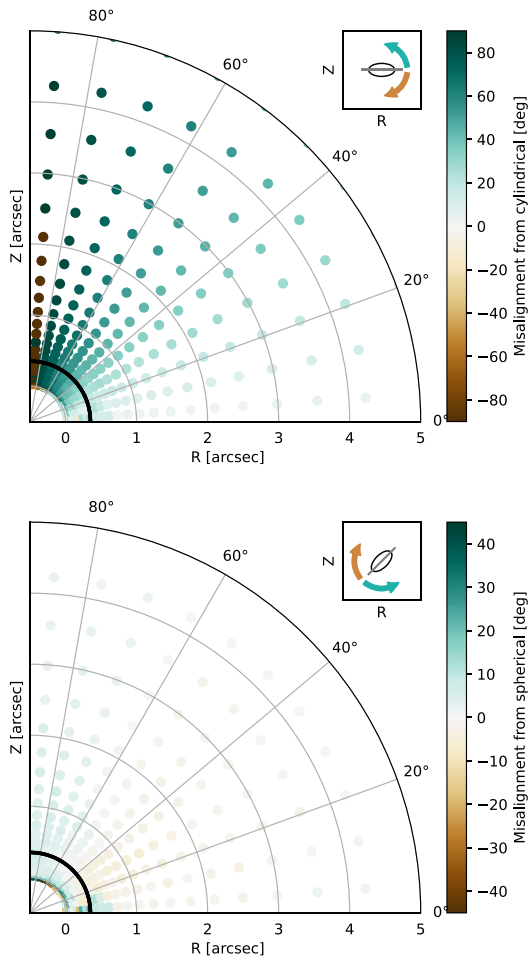 80°
60°
40°
20°
0°
Z [arcsec]
0 1 2 3 4 5
R [arcsec]
Z
R
80
60
40
20
0
−20
−40
−60
−80
Misalignment from cylindrical [deg]
80°
60°
40°
20°
0°
Z [arcsec]
0 1 2 3 4 5
R [arcsec]
Z
R
40
30
20
10
0
−10
−20
−30
−40
Misalignment from spherical [deg]